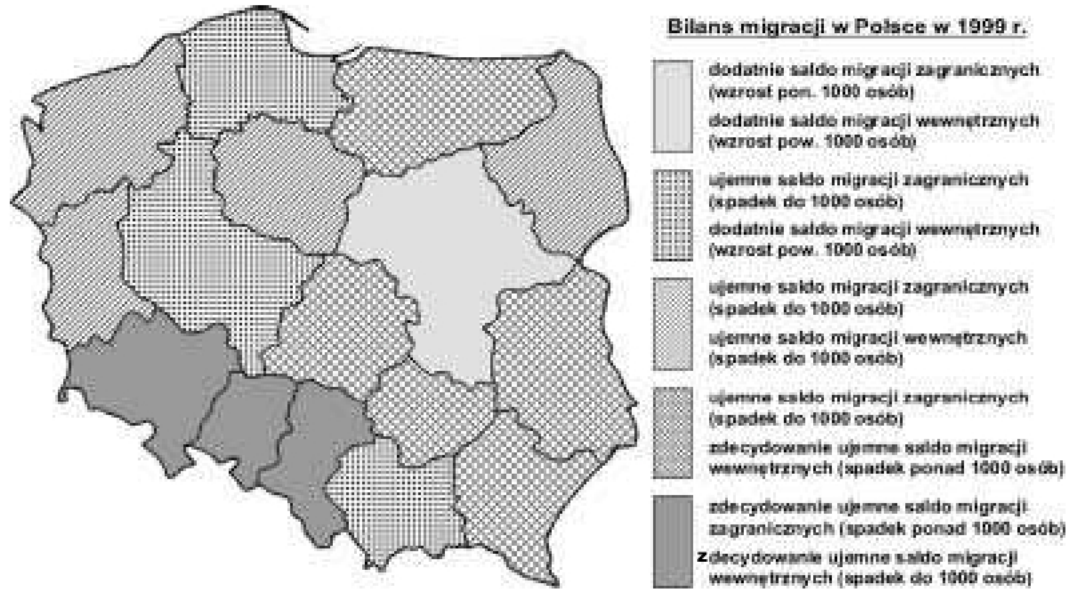 Bilans migracji w Polsce w 1999 r.
dodatnie saldo migracji zagranicznych
(wzrost pon. 1000 osób)
dodatnie saldo migracji wewnętrznych
(wzrost pow. 1000 osób)
ujemne saldo migracji zagranicznych
(spadek do 1000 osób)
dodatnie saldo migracji wewnętrznych
(wzrost pow. 1000 osób)
ujemne saldo migracji zagranicznych
(spadek do 1000 osób)
ujemne saldo migracji wewnętrznych
(spadek do 1000 osób)
ujemne saldo migracji zagranicznych
(spadek do 1000 osób)
zdecydowanie ujemne saldo migracji
wewnętrznych (spadek ponad 1000 osób)
zdecydowanie ujemne saldo migracji
zagranicznych (spadek ponad 1000 osób)
zdecydowanie ujemne saldo migracji
wewnętrznych (spadek do 1000 osób)